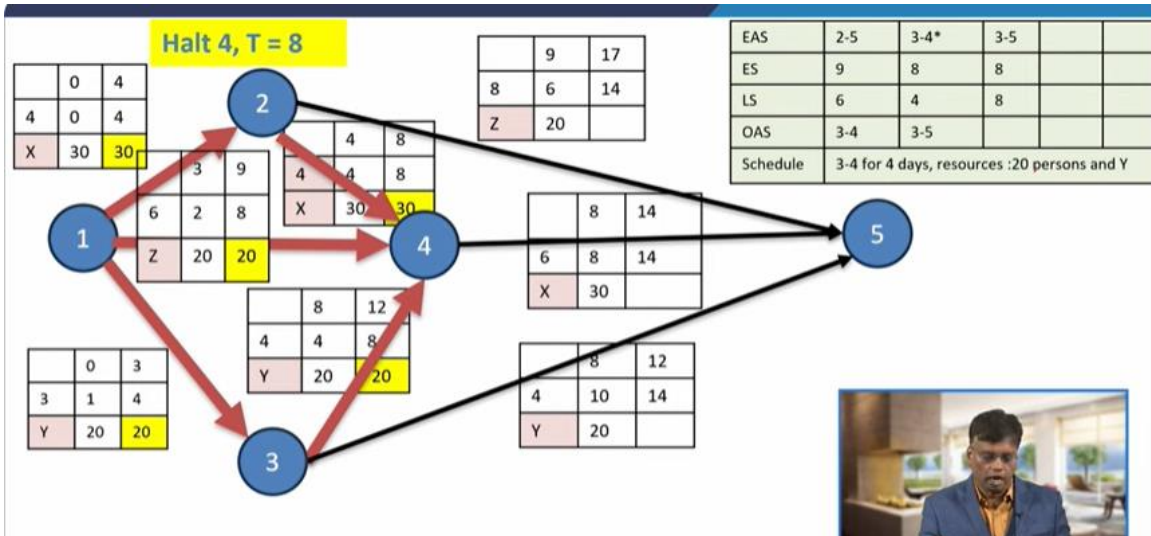 Halt 4, T = 8
EAS 2-5 3-4* 3-5
ES 9 8 8
LS 6 4 8
OAS 3-4 3-5
Schedule 3-4 for 4 days, resources :20 persons and Y
0 4
4 0 4
X 30 30
9 17
8 6 14
Z 20
2
4 8
4 4 8
X 30 30
3 9
6 2 8
Z 20 20
1
4
5
8 14
6 8 14
X 30
8 12
4 4 8
Y 20 20
0 3
3 1 4
Y 20 20
8 12
4 10 14
Y 20
3